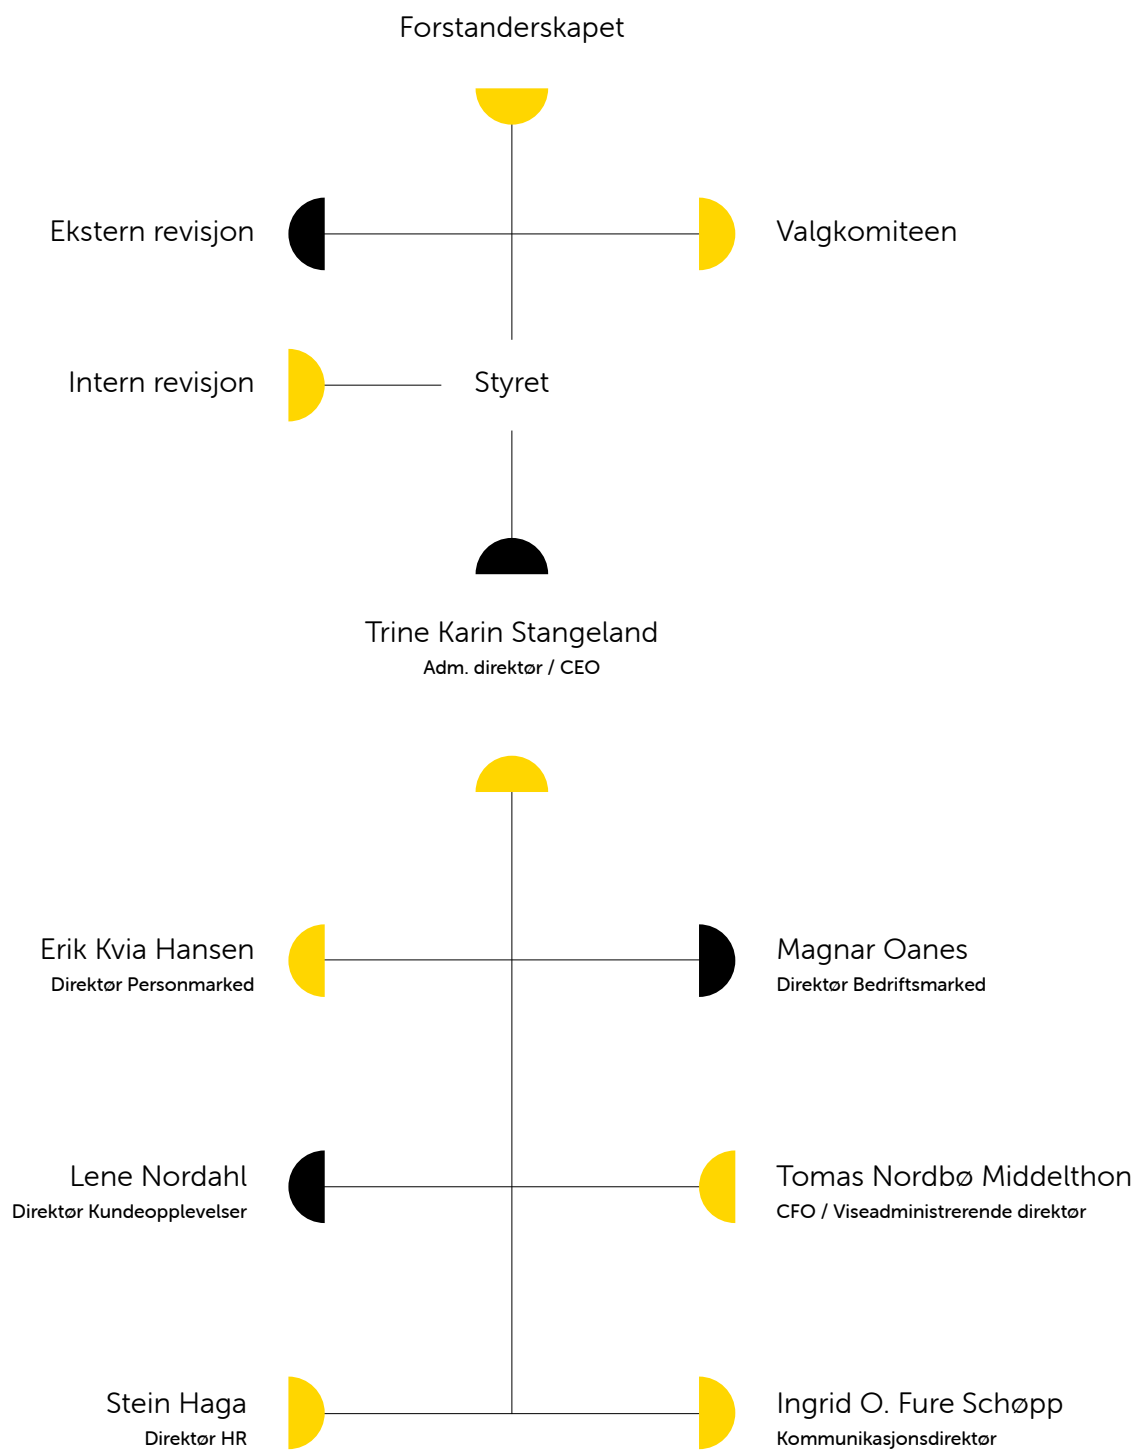 Forstanderskapet
Ekstern revisjon
Valgkomiteen
Intern revisjon
Styret
Trine Karin Stangeland
Adm. direktør / CEO
Erik Kvia Hansen
Direktør Personmarked
Magnar Oanes
Direktør Bedriftsmarked
Lene Nordahl
Direktør Kundeopplevelser
Tomas Nordbø Middelthon
CFO / Viseadministrerende direktør
Stein Haga
Direktør HR
Ingrid O. Fure Schøpp
Kommunikasjonsdirektør